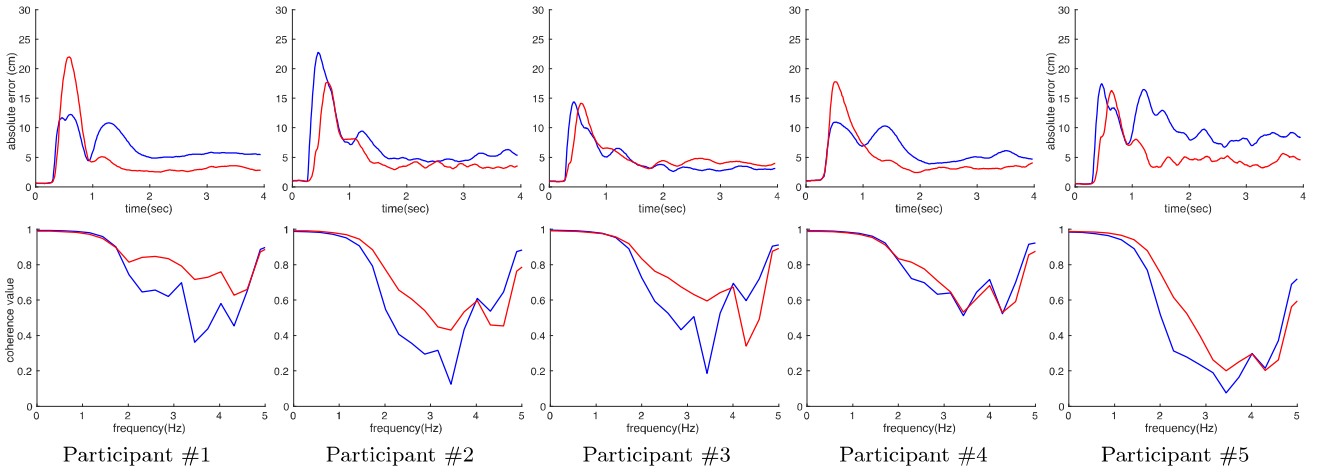 absolute error (cm)
30
25
20
15
10
5
0
0 1 2 3 4
time(sec)
30
25
20
15
10
5
0
0 1 2 3 4
time(sec)
30
25
20
15
10
5
0
0 1 2 3 4
time(sec)
30
25
20
15
10
5
0
0 1 2 3 4
time(sec)
absolute error (cm)
30
25
20
15
10
5
0
0 1 2 3 4
time(sec)
coherence value
1
0.8
0.6
0.4
0.2
0
0 1 2 3 4 5
frequency(Hz)
1
0.8
0.6
0.4
0.2
0
0 1 2 3 4 5
frequency(Hz)
1
0.8
0.6
0.4
0.2
0
0 1 2 3 4 5
frequency(Hz)
1
0.8
0.6
0.4
0.2
0
0 1 2 3 4 5
frequency(Hz)
1
0.8
0.6
0.4
0.2
0
0 1 2 3 4 5
frequency(Hz)
Participant #1
Participant #2
Participant #3
Participant #4
Participant #5